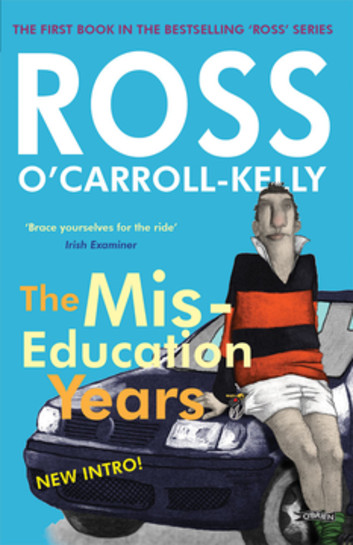 THE FIRST BOOK IN THE BESTSELLING ‘ROSS’ SERIES
ROSS
O’CARROLL-KELLY
‘Brace yourselves for the ride’
Irish Examiner
The Mis-
Education
Years
NEW INTRO!
O'BRIEN